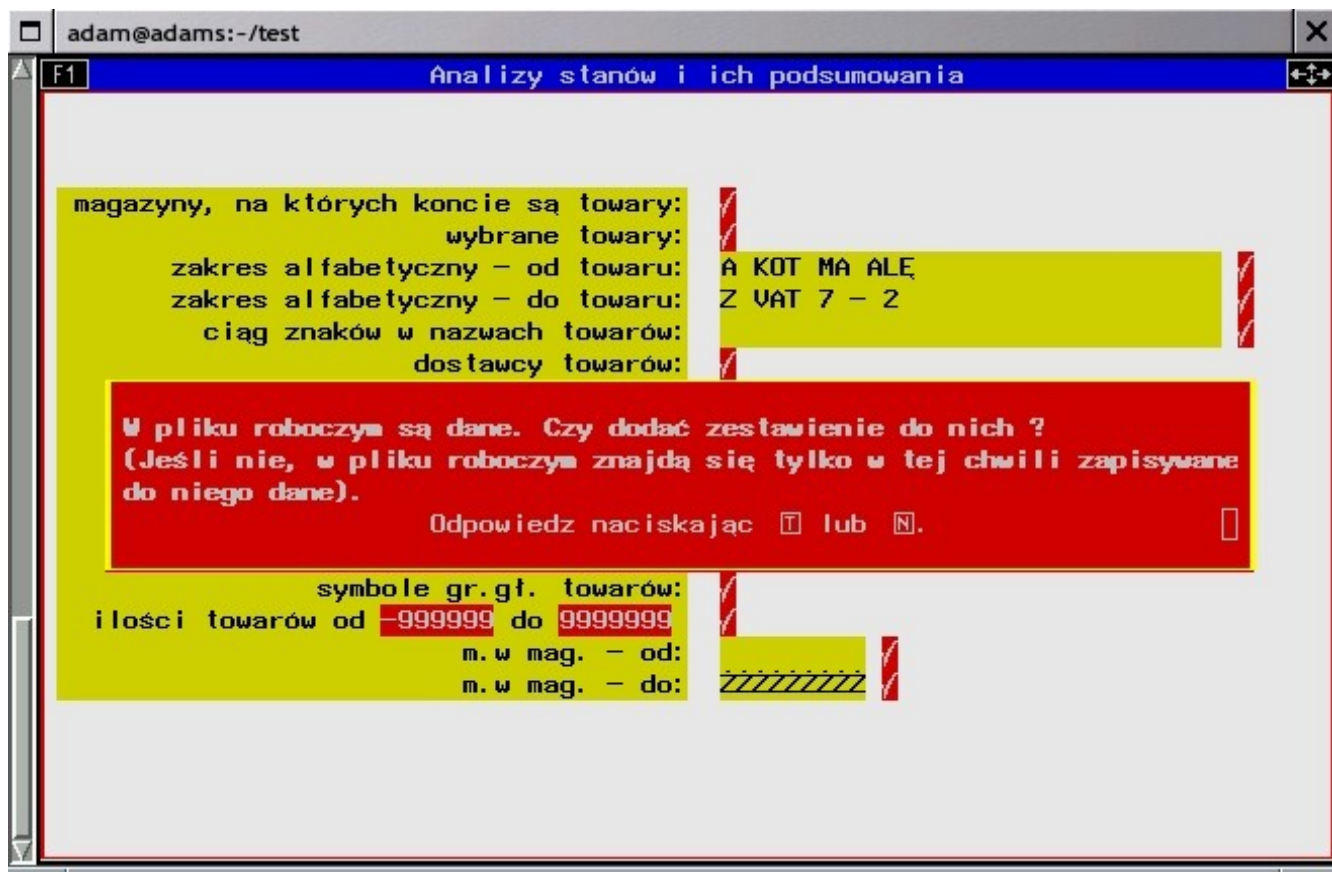 adam@adams:~/test
F1 Analizy stanów i ich podsumowania
magazyny, na których koncie są towary:
wybrane towary:
zakres alfabetyczny – od towaru: A KOT MA ALĘ
zakres alfabetyczny – do towaru: Z VAT 7 – 2
ciąg znaków w nazwach towarów:
dostawcy towarów:
W pliku roboczym są dane. Czy dodać zestawienie do nich ?
(Jeśli nie, w pliku roboczym znajdą się tylko w tej chwili zapisywane
do niego dane).
Odpowiedz naciskając T lub N.
symbole gr.gł. towarów:
ilości towarów od -999999 do 9999999
m.w mag. – od:
m.w mag. – do: ŻŻŻŻŻŻŻŻŻ